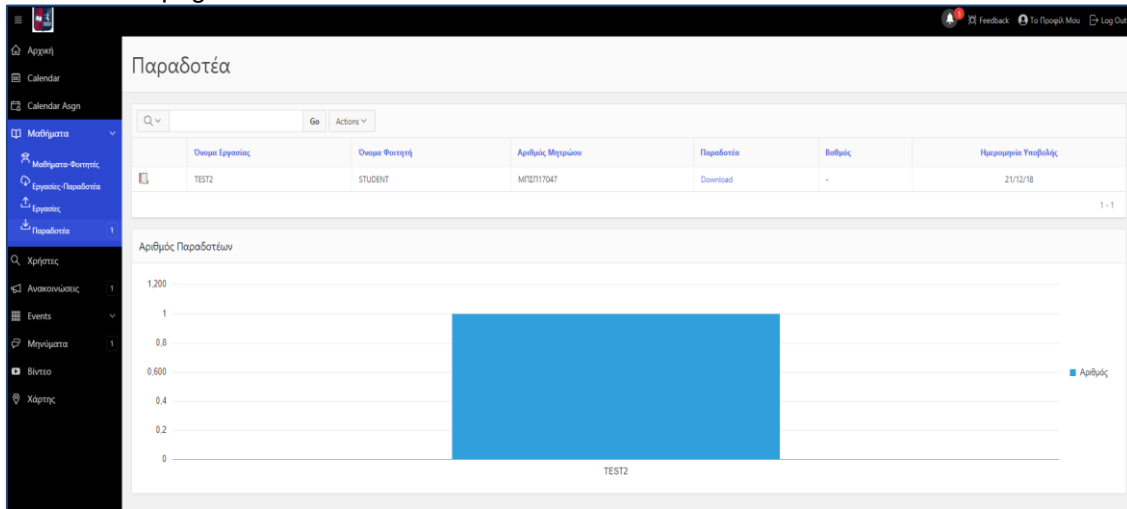 1 Feedback Το Προφίλ Μου Log Out
Αρχική
Calendar
Calendar Asgn
Μαθήματα
Μαθήματα-Φοιτητές
Εργασίες-Παραδοτέα
Εργασίες
Παραδοτέα 1
Χρήστες
Ανακοινώσεις 1
Events
Μηνύματα 1
Βίντεο
Χάρτης
Παραδοτέα
Go Actions
Όνομα Εργασίας Όνομα Φοιτητή Αριθμός Μητρώου Παραδοτέα Βαθμός Ημερομηνία Υποβολής
TEST2 STUDENT ΜΠΣΠ17047 Download - 21/12/18
1 - 1
Αριθμός Παραδοτέων
1,200
1
0,8
0,600
0,4
0,2
0
TEST2
Αριθμός